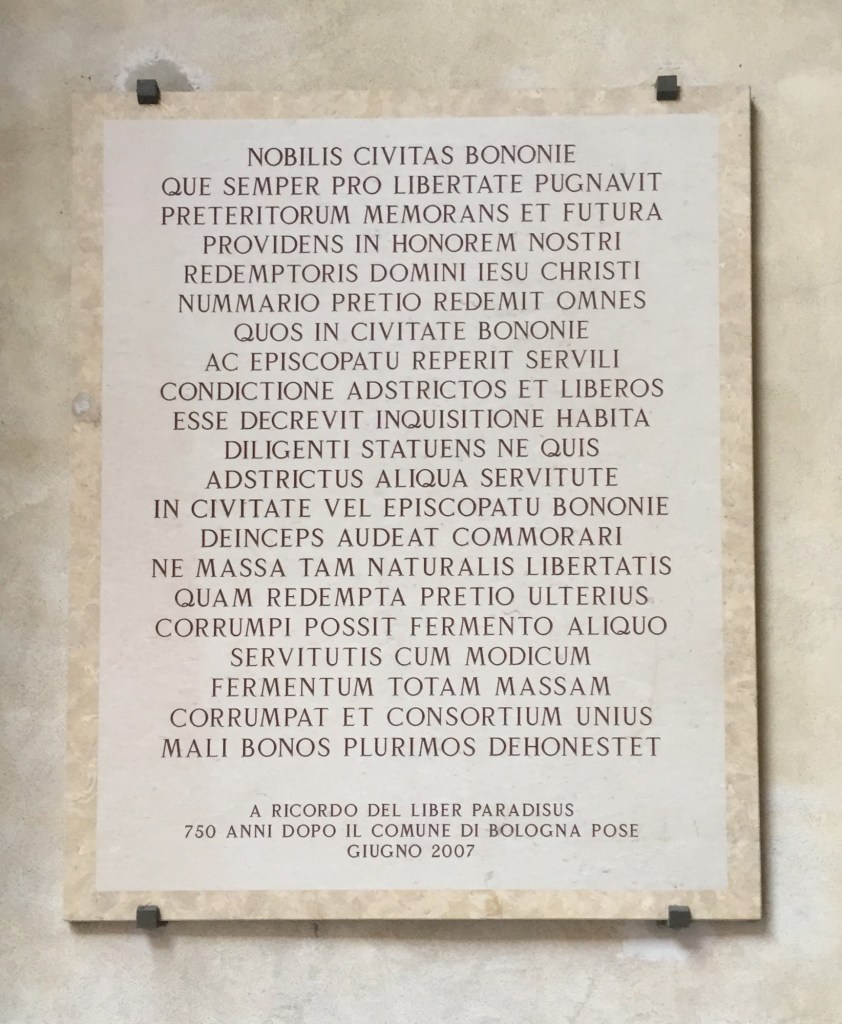 NOBILIS CIVITAS BONONIE
QUE SEMPER PRO LIBERTATE PUGNAVIT
PRETERITORUM MEMORANS ET FUTURA
PROVIDENS IN HONOREM NOSTRI
REDEMPTORIS DOMINI IESU CHRISTI
NUMMARIO PRETIO REDEMIT OMNES
QUOS IN CIVITATE BONONIE
AC EPISCOPATU REPERIT SERVILI
CONDICTIONE ADSTRICTOS ET LIBEROS
ESSE DECREVIT INQUISITIONE HABITA
DILIGENTI STATUENS NE QUIS
ADSTRICTUS ALIQUA SERVITUTE
IN CIVITATE VEL EPISCOPATU BONONIE
DEINCEPS AUDEAT COMMORARI
NE MASSA TAM NATURALIS LIBERTATIS
QUAM REDEMPTA PRETIO ULTERIUS
CORRUMPI POSSIT FERMENTO ALIQUO
SERVITUTIS CUM MODICUM
FERMENTUM TOTAM MASSAM
CORRUMPAT ET CONSORTIUM UNIUS
MALI BONOS PLURIMOS DEHONESTET
A RICORDO DEL LIBER PARADISUS
750 ANNI DOPO IL COMUNE DI BOLOGNA POSE
GIUGNO 2007